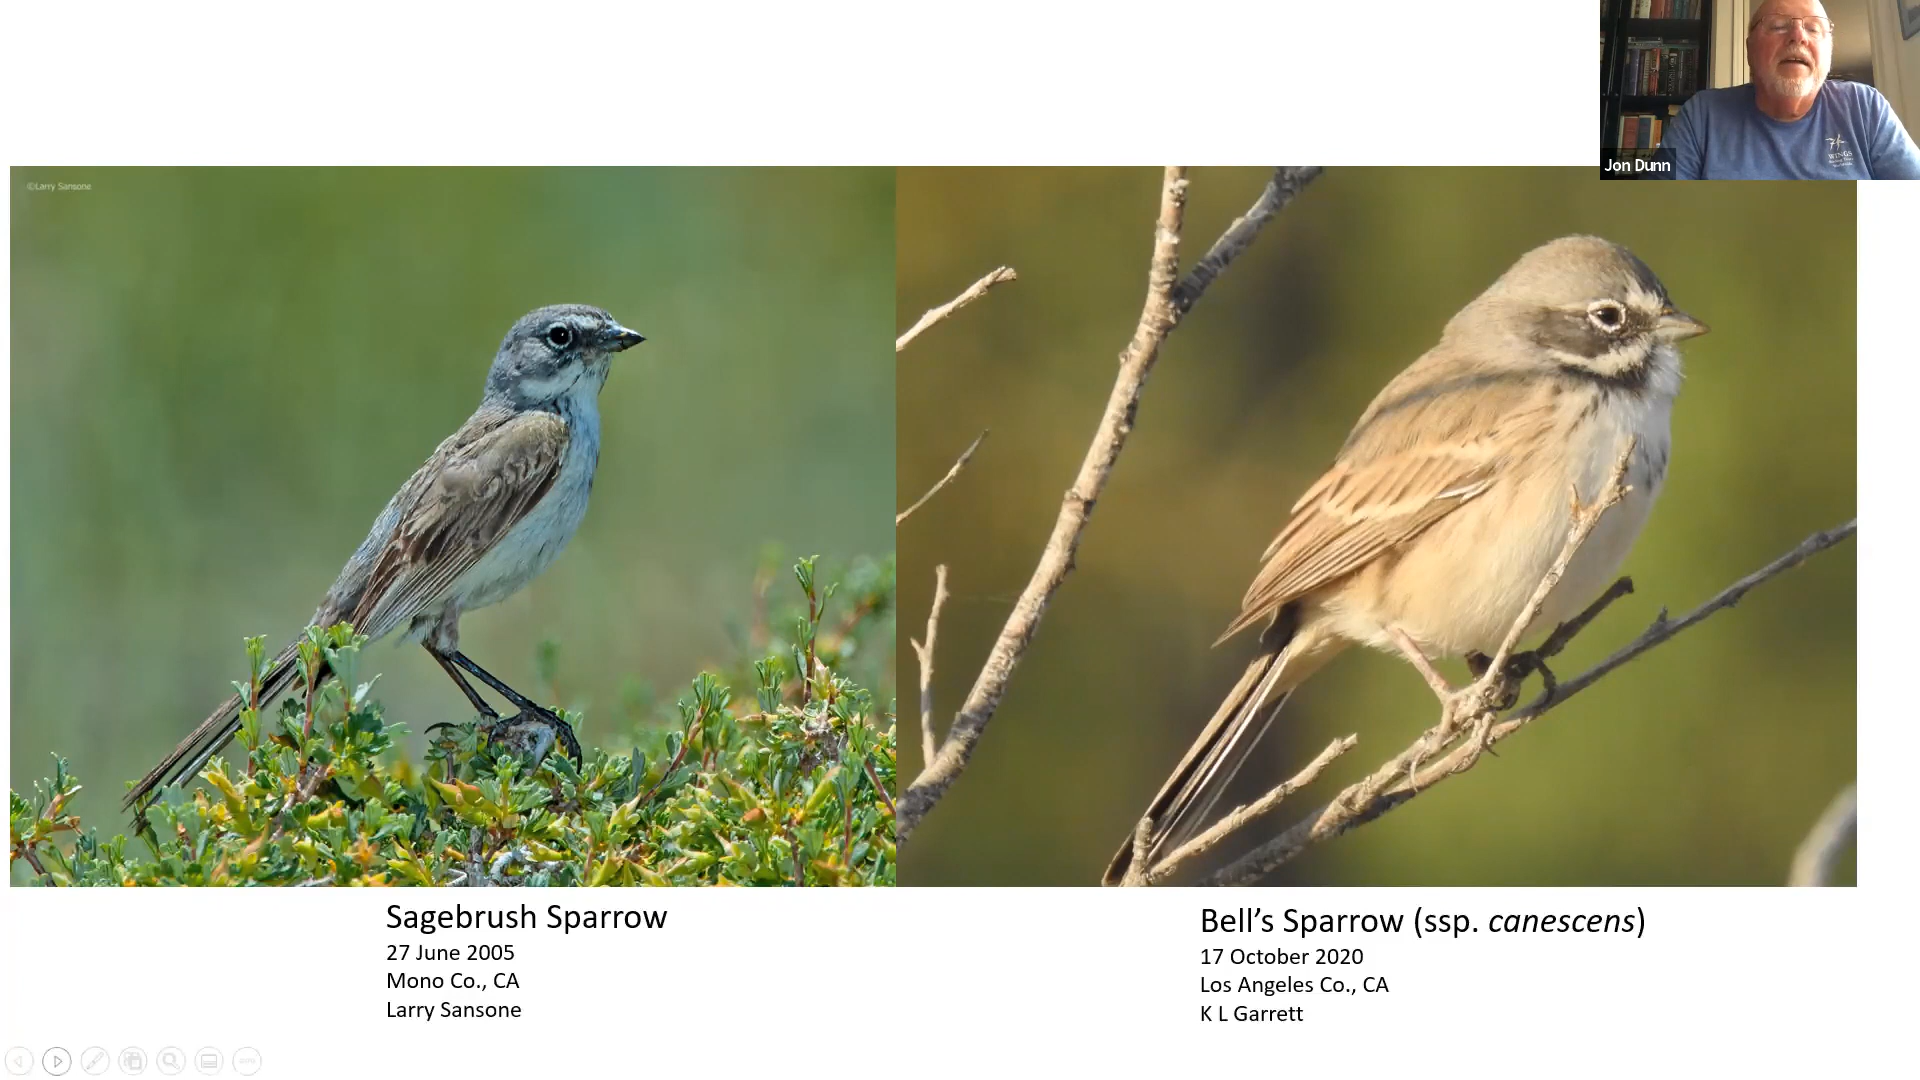 Jon Dunn
WINGS
©Larry Sansone
Sagebrush Sparrow
27 June 2005
Mono Co., CA
Larry Sansone
Bell's Sparrow (ssp. canescens)
17 October 2020
Los Angeles Co., CA
K L Garrett